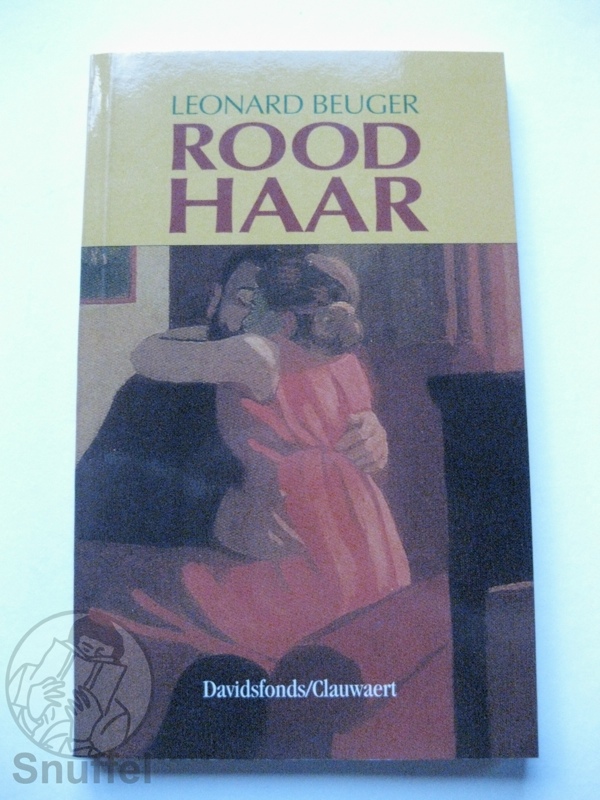 LEONARD BEUGER
ROOD
HAAR
Davidsfonds/Clauwaert
Snuffel